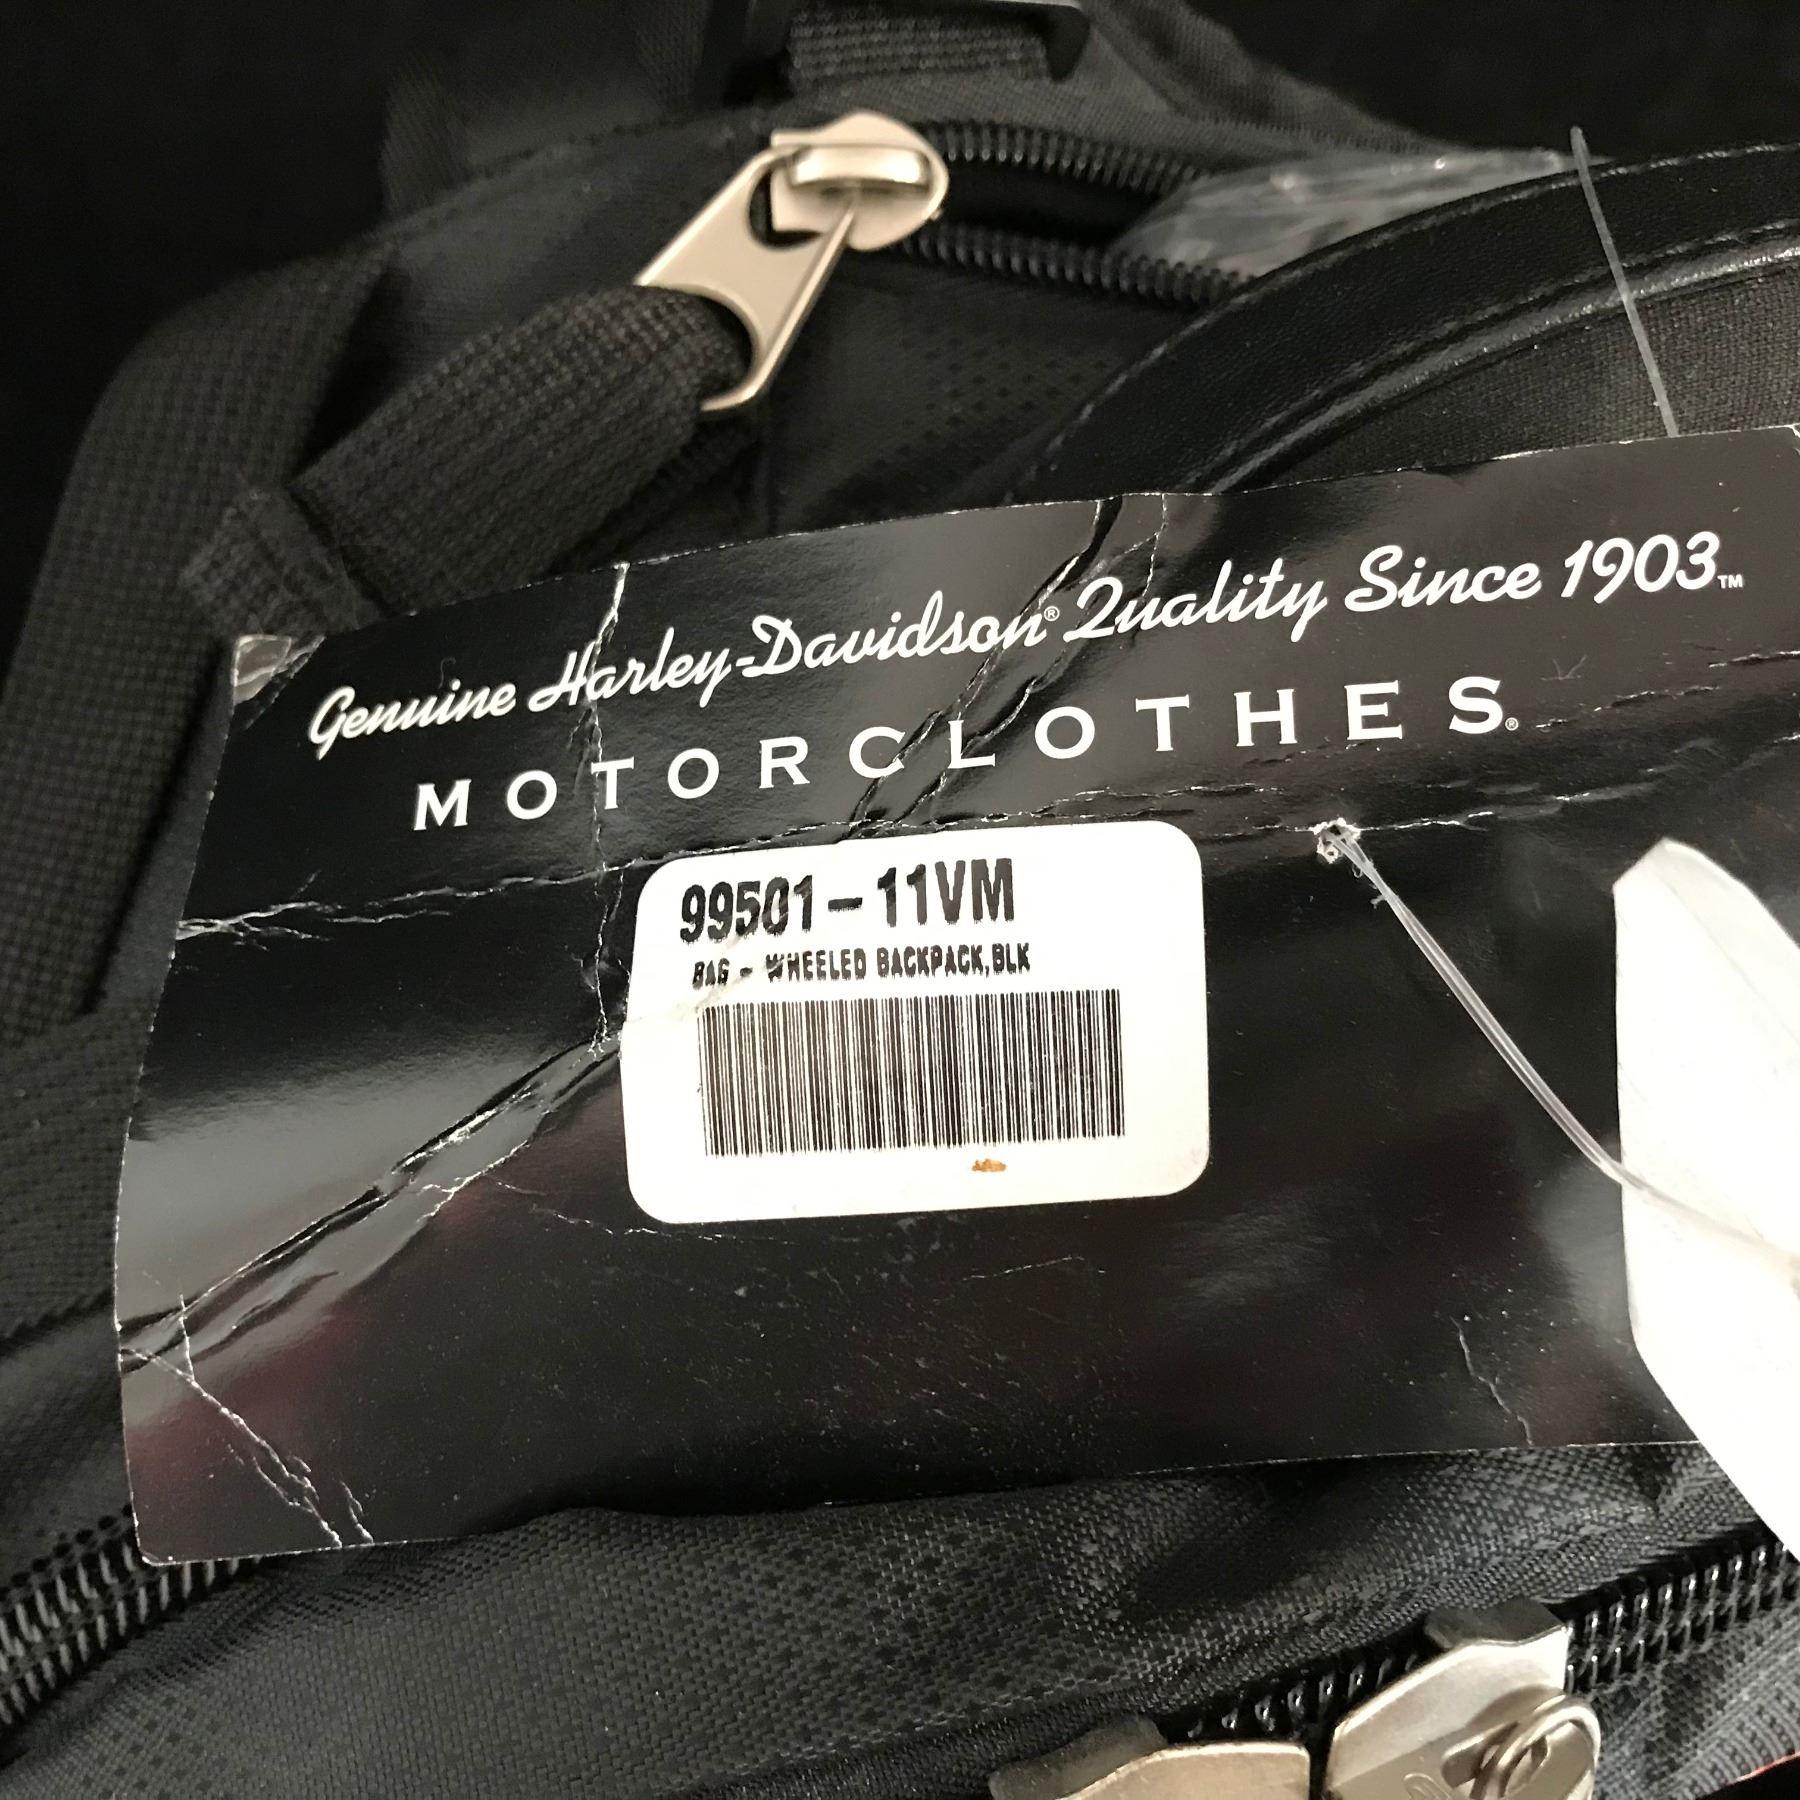 Genuine Harley-Davidson® Quality Since 1903™
MOTORCLOTHES®
99501-11VM
BAG - WHEELED BACKPACK,BLK